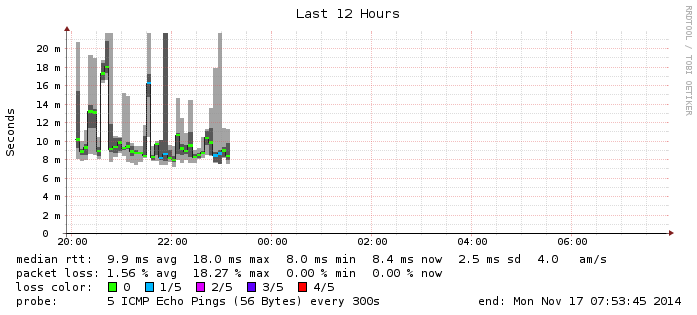 Last 12 Hours
RRDTOOL / TOBI OETIKER
Seconds
20 m
18 m
16 m
14 m
12 m
10 m
8 m
6 m
4 m
2 m
0
20:00 22:00 00:00 02:00 04:00 06:00
median rtt: 9.9 ms avg 18.0 ms max 8.0 ms min 8.4 ms now 2.5 ms sd 4.0 am/s
packet loss: 1.56 % avg 18.27 % max 0.00 % min 0.00 % now
loss color: 0 1/5 2/5 3/5 4/5
probe: 5 ICMP Echo Pings (56 Bytes) every 300s end: Mon Nov 17 07:53:45 2014